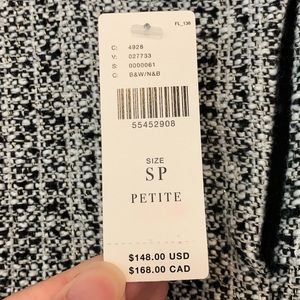 FL_136
C: 4928
V: 027733
S: 0000061
C: B&W/N&B
55452908
SIZE
SP
PETITE
$148.00 USD
$168.00 CAD